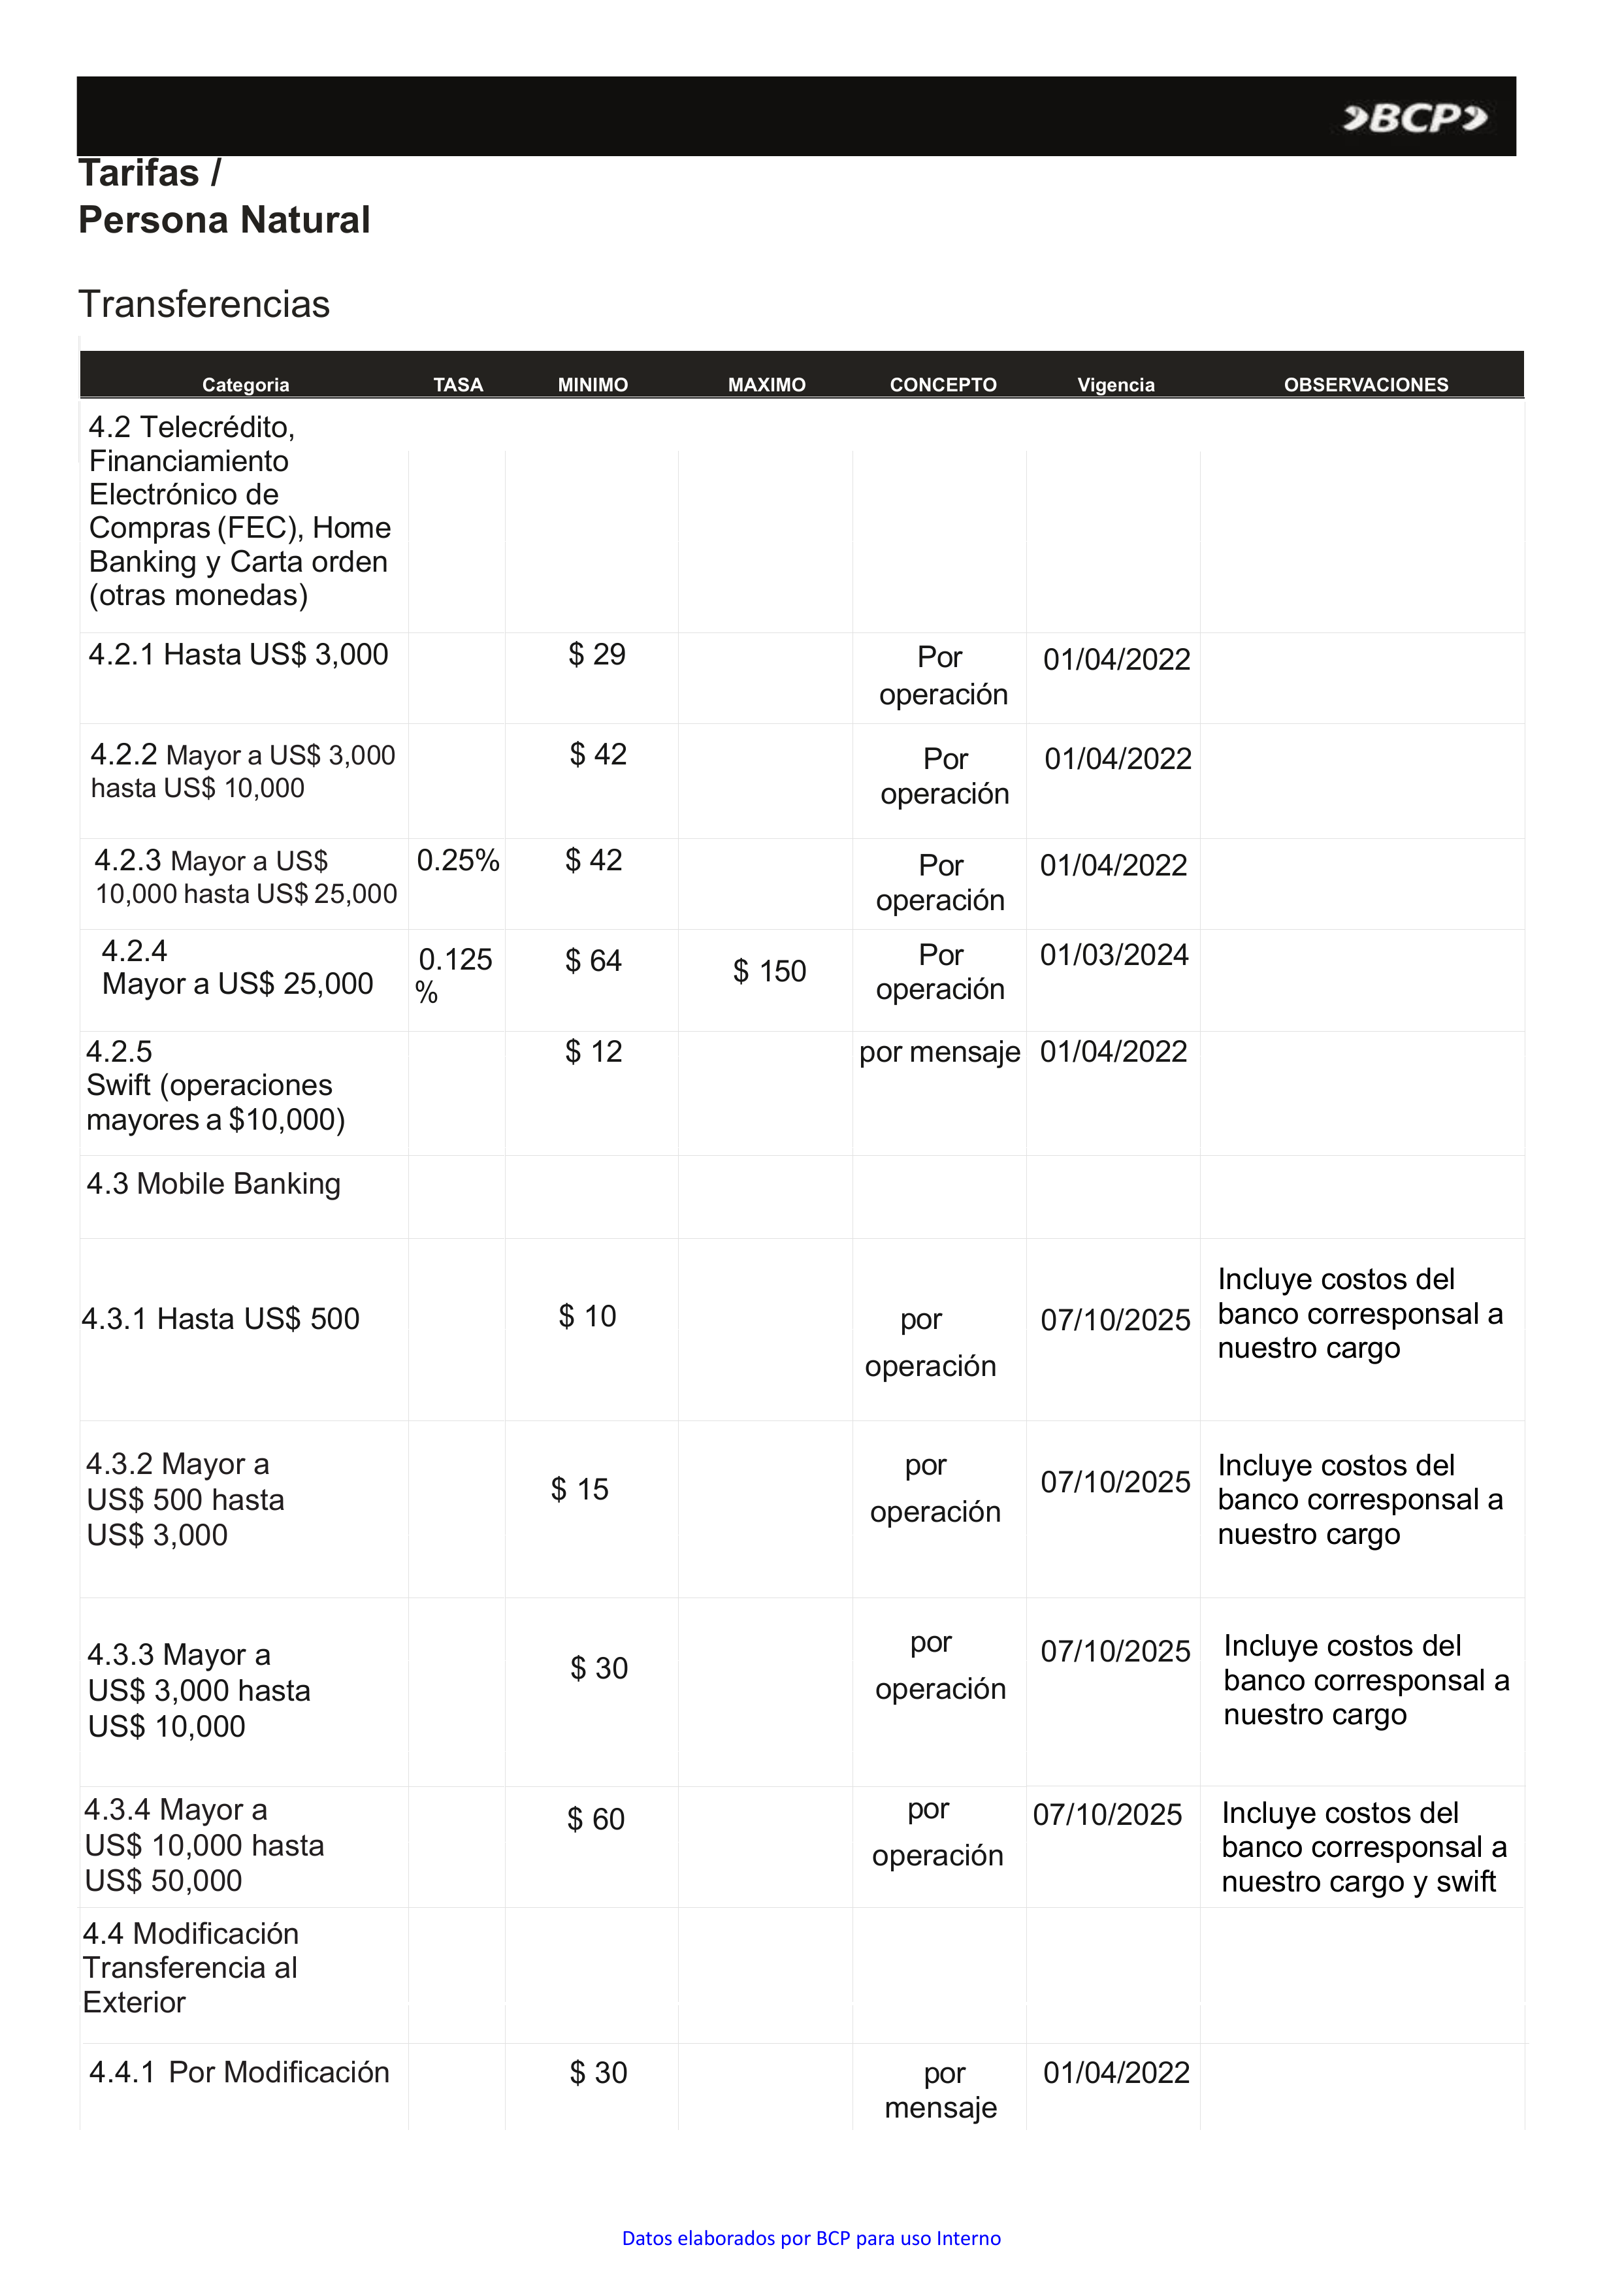 BCP
Tarifas /
Persona Natural
Transferencias
Categoria TASA MINIMO MAXIMO CONCEPTO Vigencia OBSERVACIONES
4.2 Telecrédito,
Financiamiento
Electrónico de
Compras (FEC), Home
Banking y Carta orden
(otras monedas)
4.2.1 Hasta US$ 3,000 $ 29 Por 01/04/2022
operación
4.2.2 Mayor a US$ 3,000 $ 42 Por 01/04/2022
hasta US$ 10,000 operación
4.2.3 Mayor a US$ 0.25% $ 42 Por 01/04/2022
10,000 hasta US$ 25,000 operación
4.2.4 0.125 $ 64 $ 150 Por 01/03/2024
Mayor a US$ 25,000 % operación
4.2.5 $ 12 por mensaje 01/04/2022
Swift (operaciones
mayores a $10,000)
4.3 Mobile Banking
Incluye costos del
4.3.1 Hasta US$ 500 $ 10 por 07/10/2025 banco corresponsal a
operación nuestro cargo
4.3.2 Mayor a por Incluye costos del
US$ 500 hasta $ 15 operación 07/10/2025 banco corresponsal a
US$ 3,000 nuestro cargo
4.3.3 Mayor a por 07/10/2025 Incluye costos del
US$ 3,000 hasta $ 30 operación banco corresponsal a
US$ 10,000 nuestro cargo
4.3.4 Mayor a $ 60 por 07/10/2025 Incluye costos del
US$ 10,000 hasta operación banco corresponsal a
US$ 50,000 nuestro cargo y swift
4.4 Modificación
Transferencia al
Exterior
4.4.1 Por Modificación $ 30 por 01/04/2022
mensaje
Datos elaborados por BCP para uso Interno